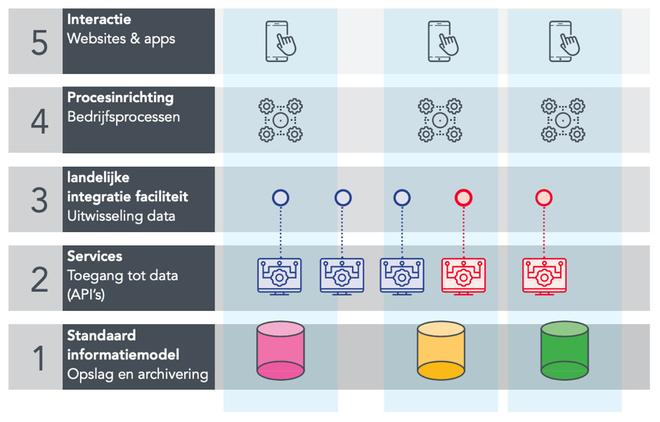 5
Interactie
Websites & apps
4
Procesinrichting
Bedrijfsprocessen
3
landelijke
integratie faciliteit
Uitwisseling data
2
Services
Toegang tot data
(API's)
1
Standaard
informatiemodel
Opslag en archivering